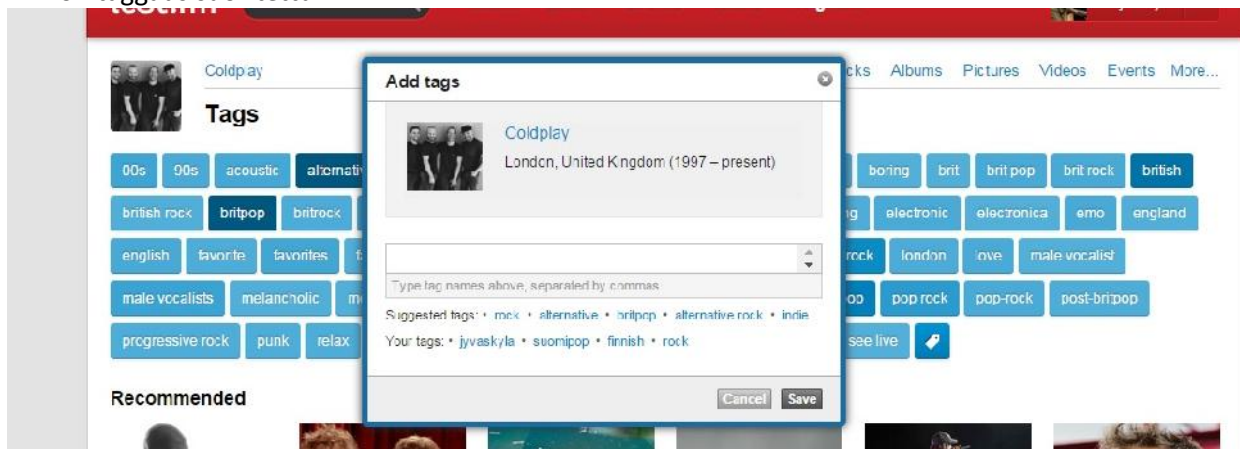 Coldplay
Tags
cks Albums Pictures Videos Events More...
Add tags
Coldplay
London, United Kingdom (1997 – present)
00s 90s acoustic alternativ
boring brit brit pop brit rock british
british rock britpop britrock
ng electronic electronica emo england
english favorite favorites
rock london love male vocalist
male vocalists melancholic
pop rock pop-rock post-britpop
progressive rock punk relax
see live
Type tag names above, separated by commas
Suggested tags: • rock • alternative • britpop • alternative rock • indie
Your tags: • jyvaskyla • suomipop • finnish • rock
Cancel Save
Recommended